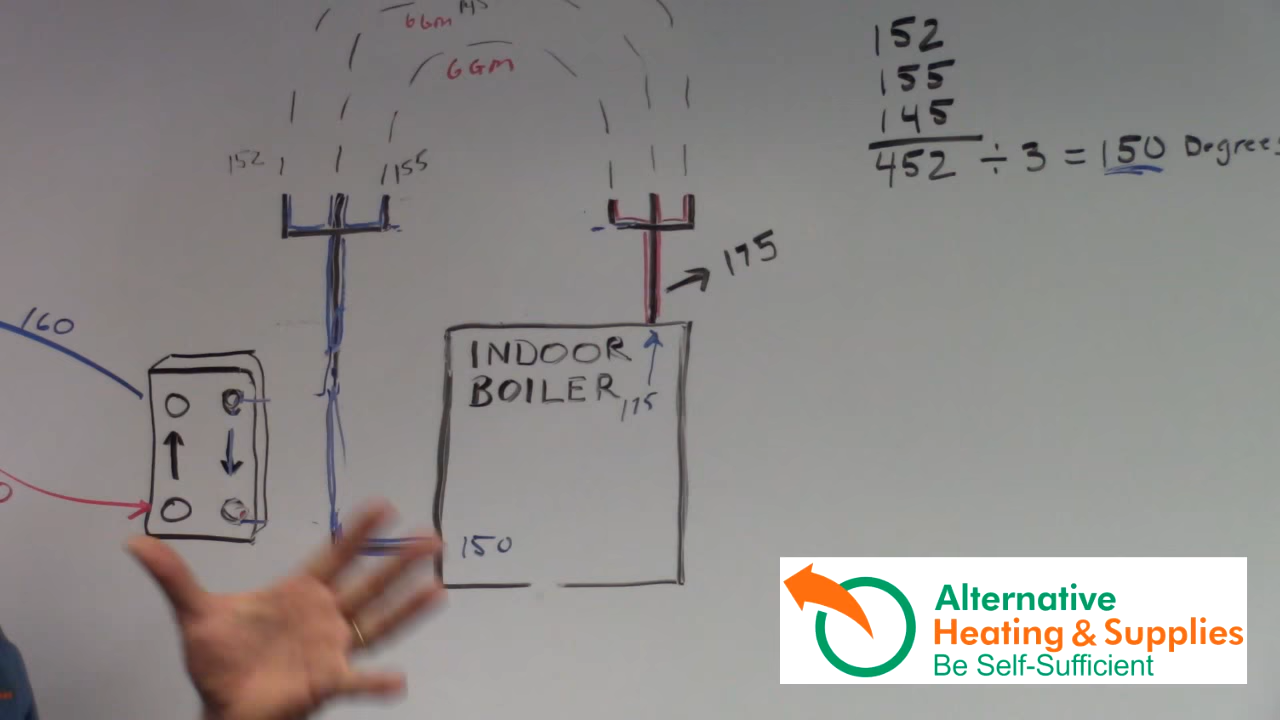 6GM
6GM
152
155
152
155
145
452 ÷ 3 = 150 Degrees
175
160
INDOOR
BOILER
175
150
Alternative
Heating & Supplies
Be Self-Sufficient